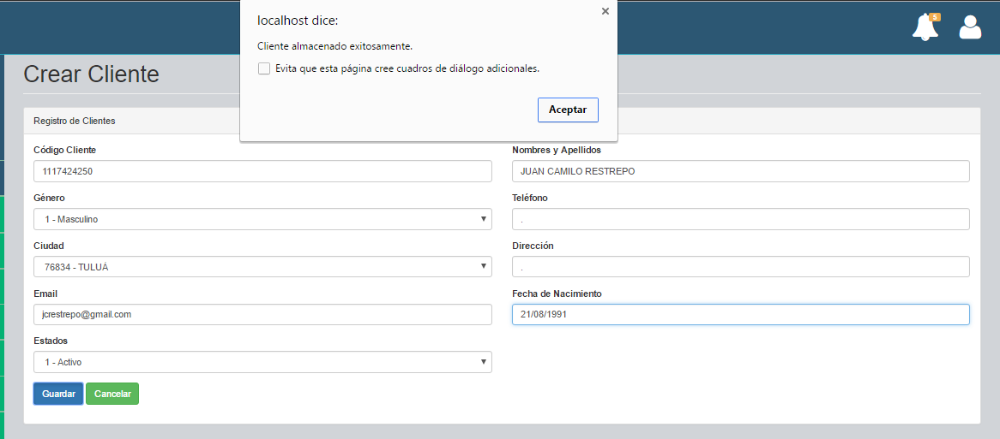 localhost dice:
Cliente almacenado exitosamente.
Evita que esta página cree cuadros de diálogo adicionales.
Aceptar
5
Crear Cliente
Registro de Clientes
Código Cliente
1117424250
Nombres y Apellidos
JUAN CAMILO RESTREPO
Género
1 - Masculino
Teléfono
.
Ciudad
76834 - TULUÁ
Dirección
.
Email
jcrestrepo@gmail.com
Fecha de Nacimiento
21/08/1991
Estados
1 - Activo
Guardar
Cancelar